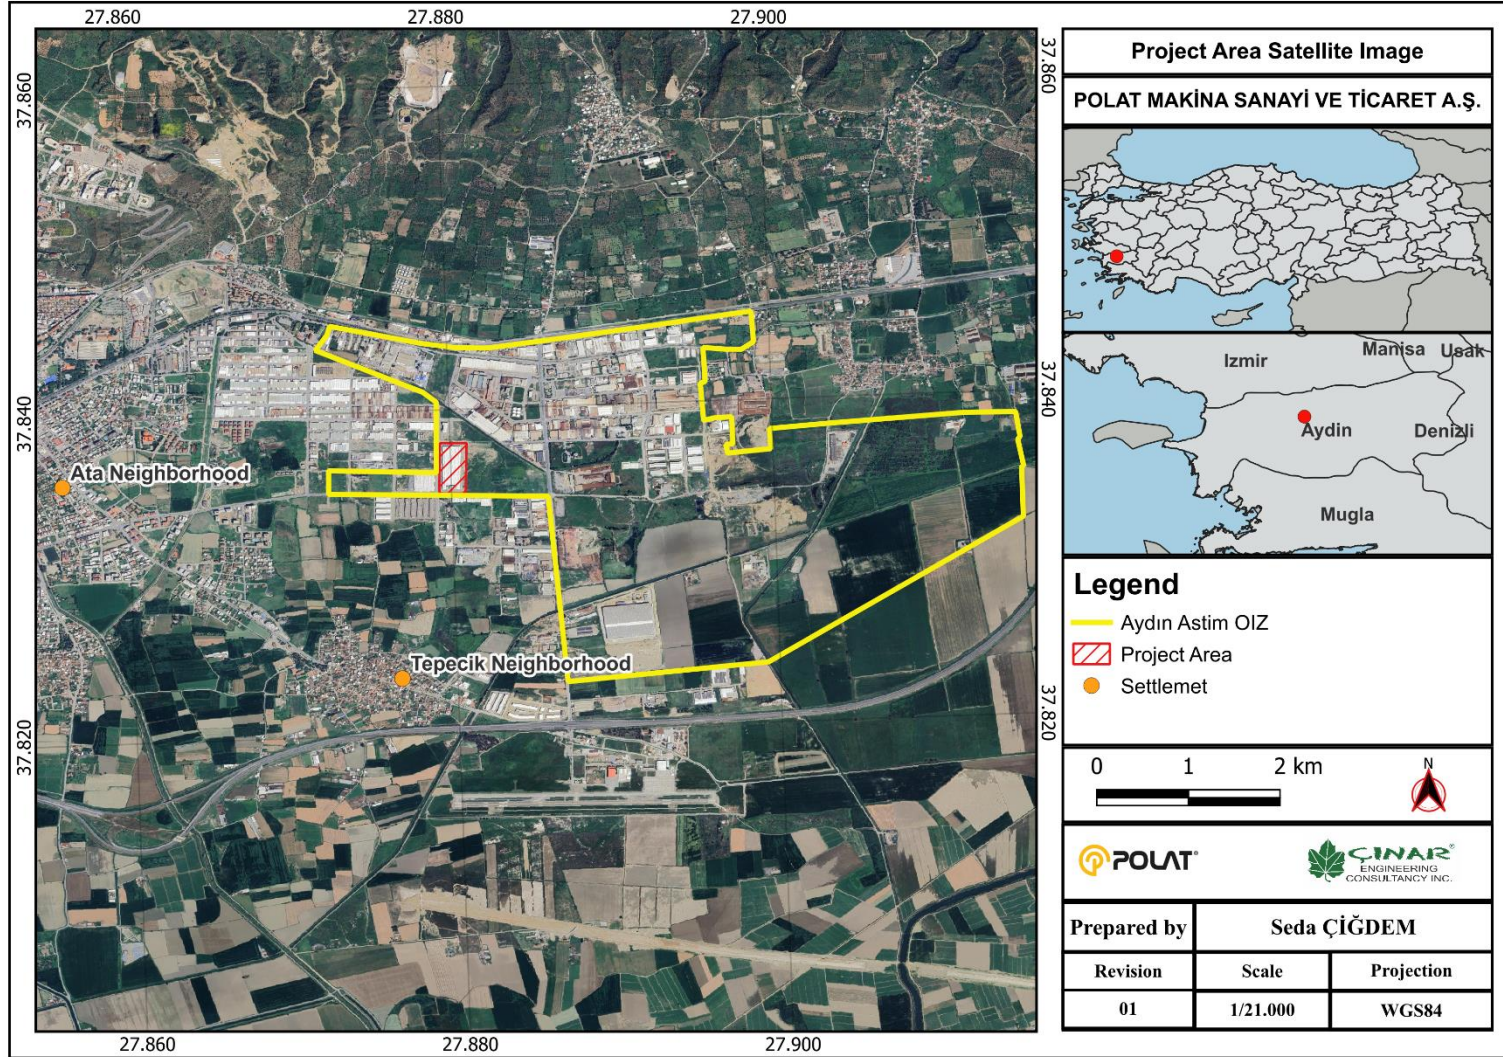 27.860
27.880
27.900
37.860
37.860
37.840
37.840
37.820
37.820
Ata Neighborhood
Tepecik Neighborhood
27.860
27.880
27.900
Project Area Satellite Image
POLAT MAKİNA SANAYİ VE TİCARET A.Ş.
Izmir
Manisa
Usak
Aydin
Denizli
Mugla
Legend
Aydın Astim OIZ
Project Area
Settlemet
0 1 2 km
N
POLAT®
ÇINAR®
ENGINEERING
CONSULTANCY INC.
Prepared by
Seda ÇİĞDEM
Revision
Scale
Projection
01
1/21.000
WGS84